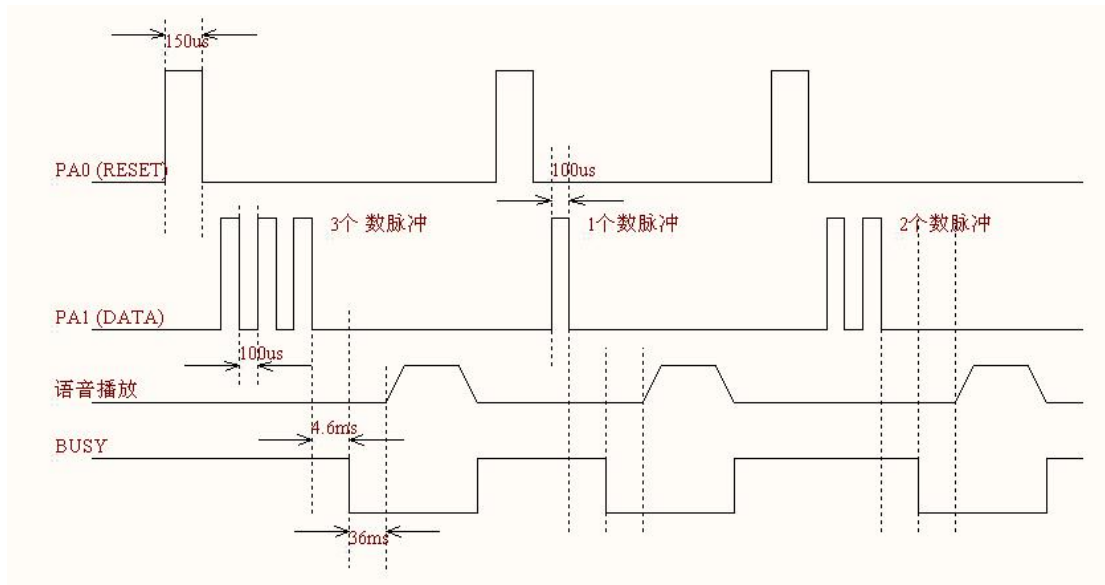 150us
PA0 (RESET)
100us
3个 数脉冲
1个数脉冲
2个数脉冲
PA1 (DATA)
100us
语音播放
4.6ms
BUSY
36ms